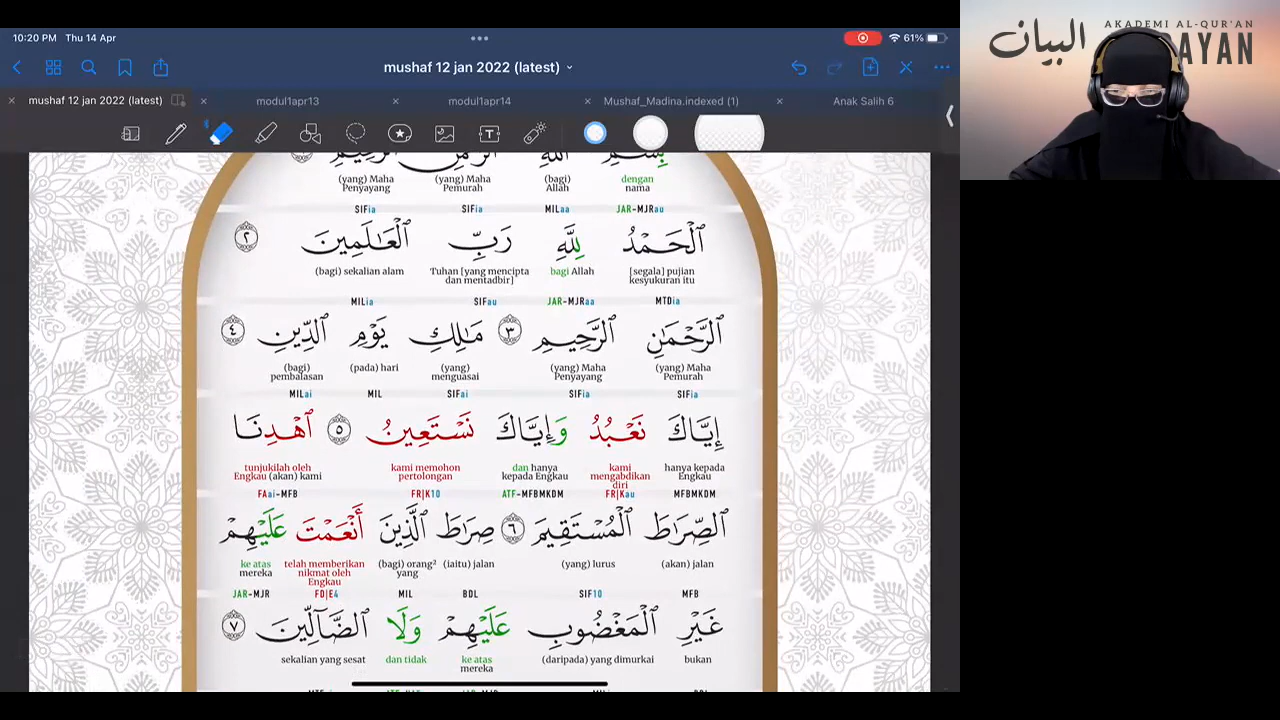 10:20 PM Thu 14 Apr
61%
mushaf 12 jan 2022 (latest)
mushaf 12 jan 2022 (latest) modul1apr13 modul1apr14 Mushaf_Madina.indexed (1) Anak Salih 6
AKADEMI AL-QUR'AN
البيان
بِسْمِ ٱللَّهِ ٱلرَّحْمَٰنِ ٱلرَّحِيمِ
dengan nama (bagi) Allah (yang) Maha Pemurah (yang) Maha Penyayang
JAR-MJRau MILaa SIFia SIFia
ٱلْحَمْدُ لِلَّهِ رَبِّ ٱلْعَٰلَمِينَ ٢
[segala] pujian kesyukuran itu bagi Allah Tuhan [yang mencipta dan mentadbir] (bagi) sekalian alam
MTDia JAR-MJRaa SIFau MILia
ٱلرَّحْمَٰنِ ٱلرَّحِيمِ ٣ مَٰلِكِ يَوْمِ ٱلدِّينِ ٤
(yang) Maha Pemurah (yang) Maha Penyayang (yang) menguasai (pada) hari (bagi) pembalasan
SIFia SIFia SIFai MIL MILai
إِيَّاكَ نَعْبُدُ وَإِيَّاكَ نَسْتَعِينُ ٥ ٱهْدِنَا
hanya kepada Engkau kami mengabdikan diri dan hanya kepada Engkau kami memohon pertolongan tunjukilah oleh Engkau (akan) kami
MFBMKDM FR|Kau ATF-MFBMKDM FR|K10 FAai-MFB
ٱلصِّرَٰطَ ٱلْمُسْتَقِيمَ ٦ صِرَٰطَ ٱلَّذِينَ أَنْعَمْتَ عَلَيْهِمْ
(akan) jalan (yang) lurus (iaitu) jalan (bagi) orang² yang telah memberikan nikmat oleh Engkau ke atas mereka
MFB SIF10 BDL MIL FD|E4 JAR-MJR
غَيْرِ ٱلْمَغْضُوبِ عَلَيْهِمْ وَلَا ٱلضَّآلِّينَ ٧
bukan (daripada) yang dimurkai ke atas mereka dan tidak sekalian yang sesat